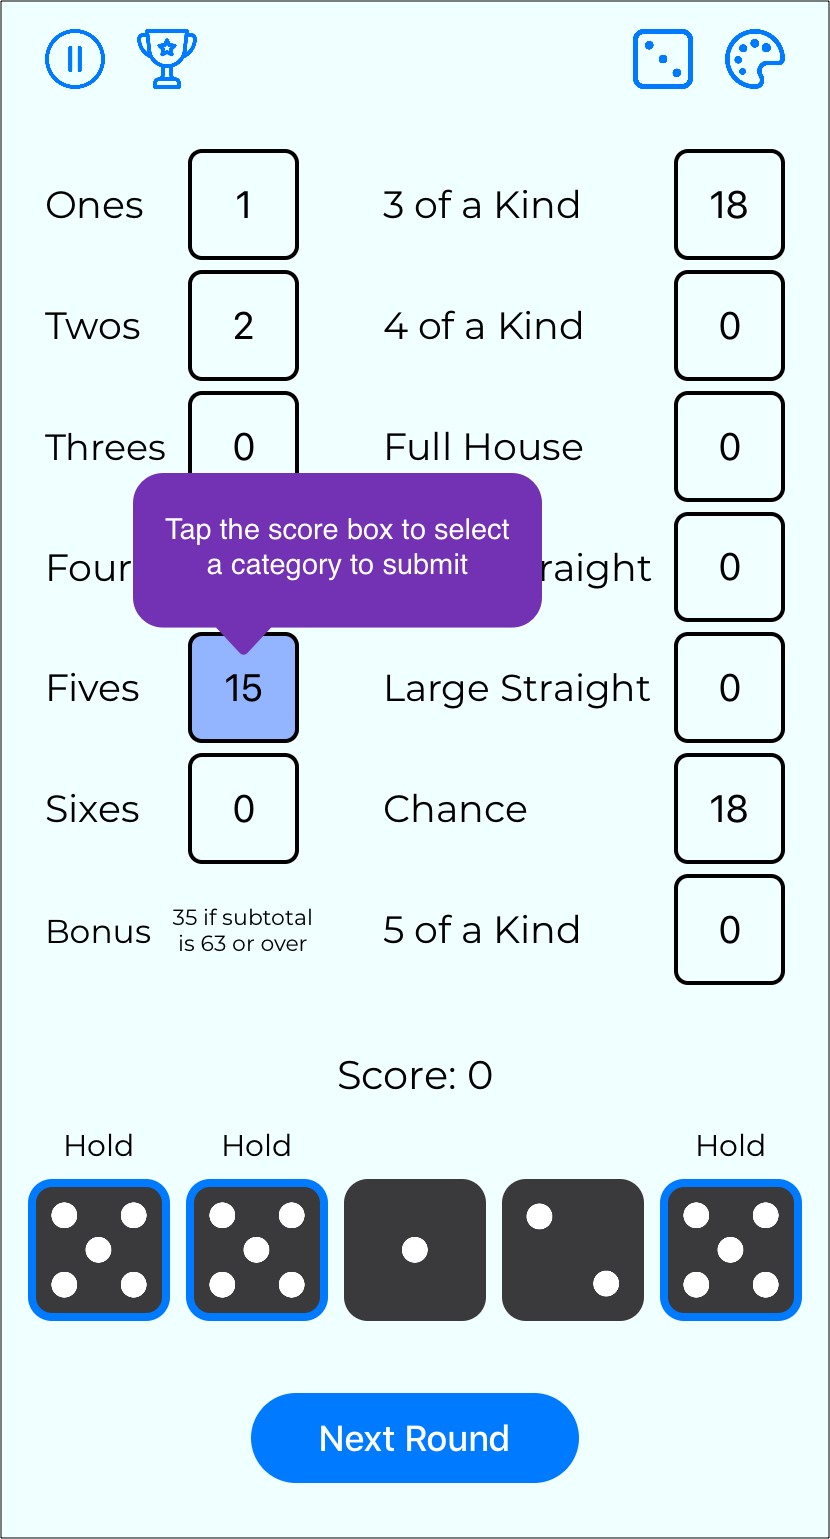 Ones 1 3 of a Kind 18
Twos 2 4 of a Kind 0
Threes 0 Full House 0
Tap the score box to select
a category to submit
Four raight 0
Fives 15 Large Straight 0
Sixes 0 Chance 18
Bonus 35 if subtotal
is 63 or over
5 of a Kind 0
Score: 0
Hold Hold Hold
Next Round